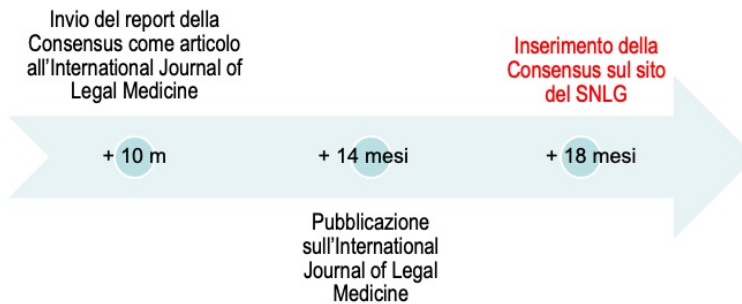 Invio del report della
Consensus come articolo
all'International Journal of
Legal Medicine
Inserimento della
Consensus sul sito
del SNLG
+ 10 m
+ 14 mesi
+ 18 mesi
Pubblicazione
sull'International
Journal of Legal
Medicine